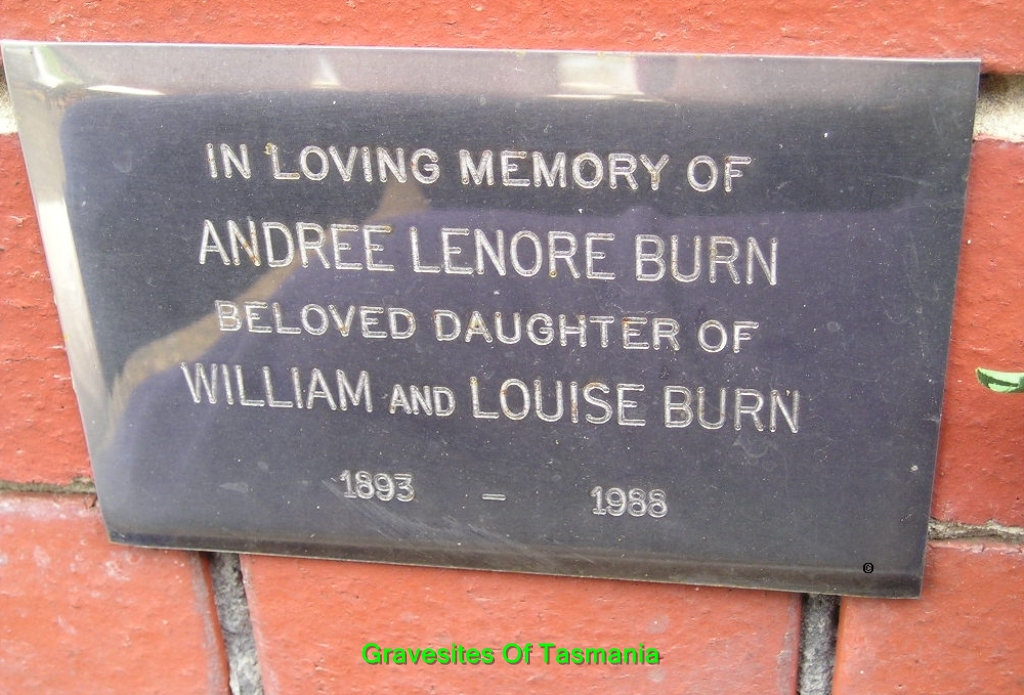 IN LOVING MEMORY OF
ANDREE LENORE BURN
BELOVED DAUGHTER OF
WILLIAM AND LOUISE BURN
1893 – 1988
©
Gravesites Of Tasmania